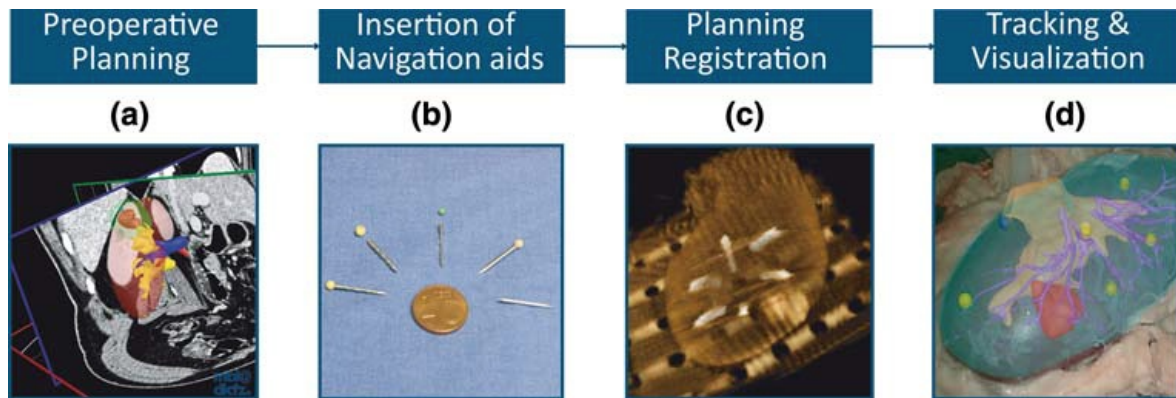 Preoperative
Planning
Insertion of
Navigation aids
Planning
Registration
Tracking &
Visualization
(a)
(b)
(c)
(d)